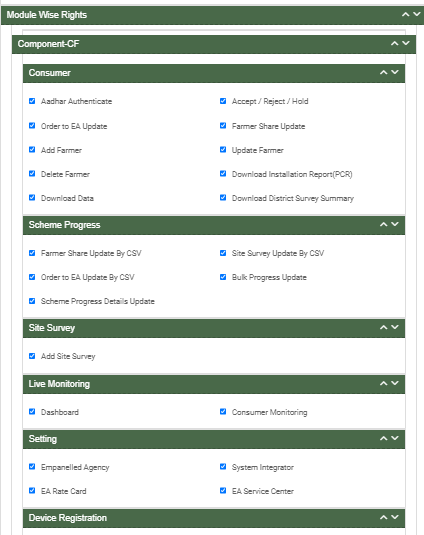 Module Wise Rights
Component-CF
Consumer
Aadhar Authenticate Accept / Reject / Hold
Order to EA Update Farmer Share Update
Add Farmer Update Farmer
Delete Farmer Download Installation Report(PCR)
Download Data Download District Survey Summary
Scheme Progress
Farmer Share Update By CSV Site Survey Update By CSV
Order to EA Update By CSV Bulk Progress Update
Scheme Progress Details Update
Site Survey
Add Site Survey
Live Monitoring
Dashboard Consumer Monitoring
Setting
Empanelled Agency System Integrator
EA Rate Card EA Service Center
Device Registration